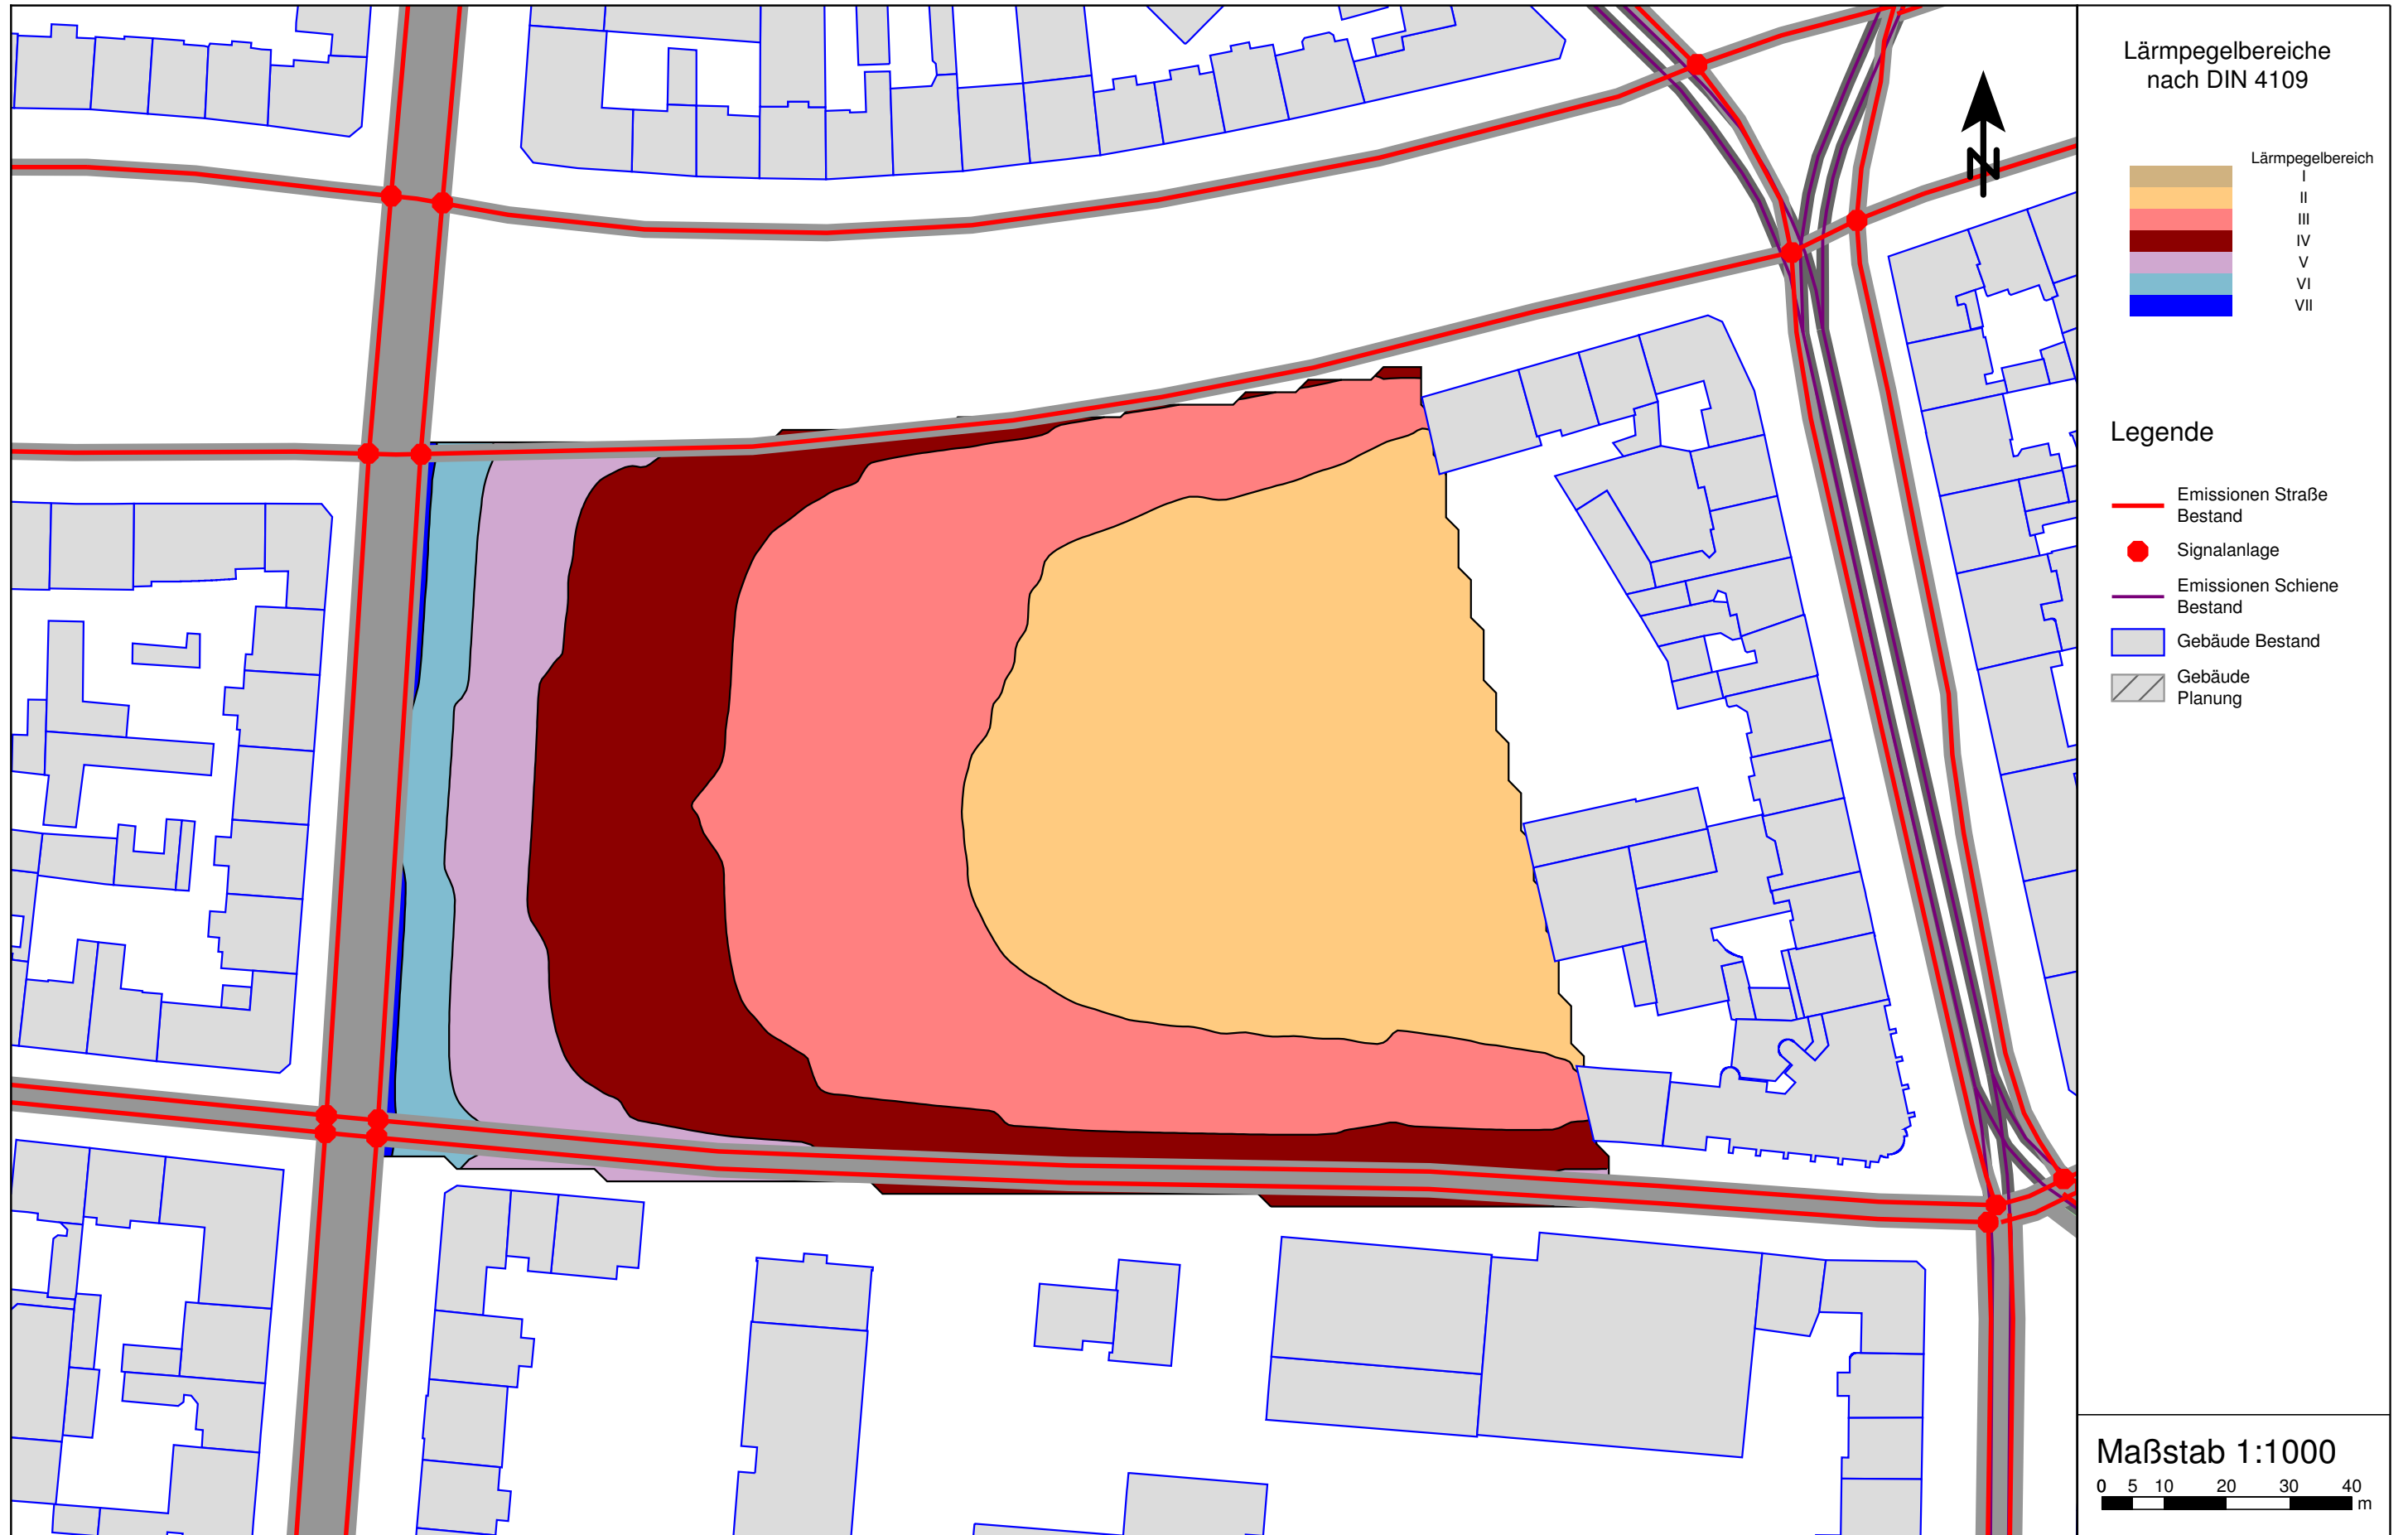 Lärmpegelbereiche
nach DIN 4109
N
Lärmpegelbereich
I
II
III
IV
V
VI
VII
Legende
Emissionen Straße
Bestand
Signalanlage
Emissionen Schiene
Bestand
Gebäude Bestand
Gebäude
Planung
Maßstab 1:1000
0 5 10 20 30 40
m